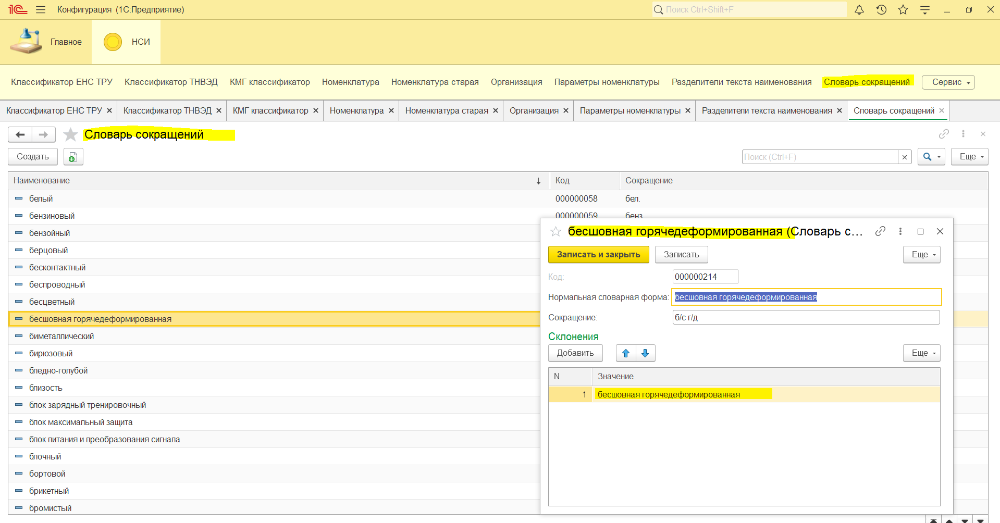 1С Конфигурация (1С:Предприятие) Поиск Ctrl+Shift+F
Главное НСИ
Классификатор ЕНС ТРУ Классификатор ТНВЭД КМГ классификатор Номенклатура Номенклатура старая Организация Параметры номенклатуры Разделители текста наименования Словарь сокращений Сервис
Классификатор ЕНС ТРУ Классификатор ТНВЭД КМГ классификатор Номенклатура Номенклатура старая Организация Параметры номенклатуры Разделители текста наименования Словарь сокращений
Словарь сокращений
Создать Поиск (Ctrl+F) Еще
Наименование Код Сокращение
белый 000000058 бел.
бензиновый 000000059 бенз
бензойный
берцовый
бесконтактный
беспроводный
бесцветный
бесшовная горячедеформированная
биметаллический
бирюзовый
бледно-голубой
близость
блок зарядный тренировочный
блок максимальный защита
блок питания и преобразования сигнала
блочный
бортовой
брикетный
бромистый
бесшовная горячедеформированная (Словарь с...
Записать и закрыть Записать Еще
Код: 000000214
Нормальная словарная форма: бесшовная горячедеформированная
Сокращение: б/с г/д
Склонения
Добавить Еще
N Значение
1 бесшовная горячедеформированная